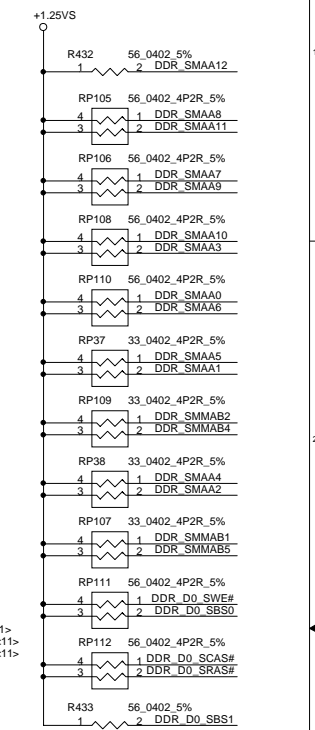 +1.25VS
R432 56_0402_5%
1 2 DDR_SMAA12
RP105 56_0402_4P2R_5%
4 1 DDR_SMAA8
3 2 DDR_SMAA11
RP106 56_0402_4P2R_5%
4 1 DDR_SMAA7
3 2 DDR_SMAA9
RP108 56_0402_4P2R_5%
4 1 DDR_SMAA10
3 2 DDR_SMAA3
RP110 56_0402_4P2R_5%
4 1 DDR_SMAA0
3 2 DDR_SMAA6
RP37 33_0402_4P2R_5%
4 1 DDR_SMAA5
3 2 DDR_SMAA1
RP109 33_0402_4P2R_5%
4 1 DDR_SMMAB2
3 2 DDR_SMMAB4
RP38 33_0402_4P2R_5%
4 1 DDR_SMAA4
3 2 DDR_SMAA2
RP107 33_0402_4P2R_5%
4 1 DDR_SMMAB1
3 2 DDR_SMMAB5
RP111 56_0402_4P2R_5%
4 1 DDR_D0_SWE#
3 2 DDR_D0_SBS0
RP112 56_0402_4P2R_5%
4 1 DDR_D0_SCAS#
3 2 DDR_D0_SRAS#
R433 56_0402_5%
1 2 DDR_D0_SBS1
1>
11>
11>